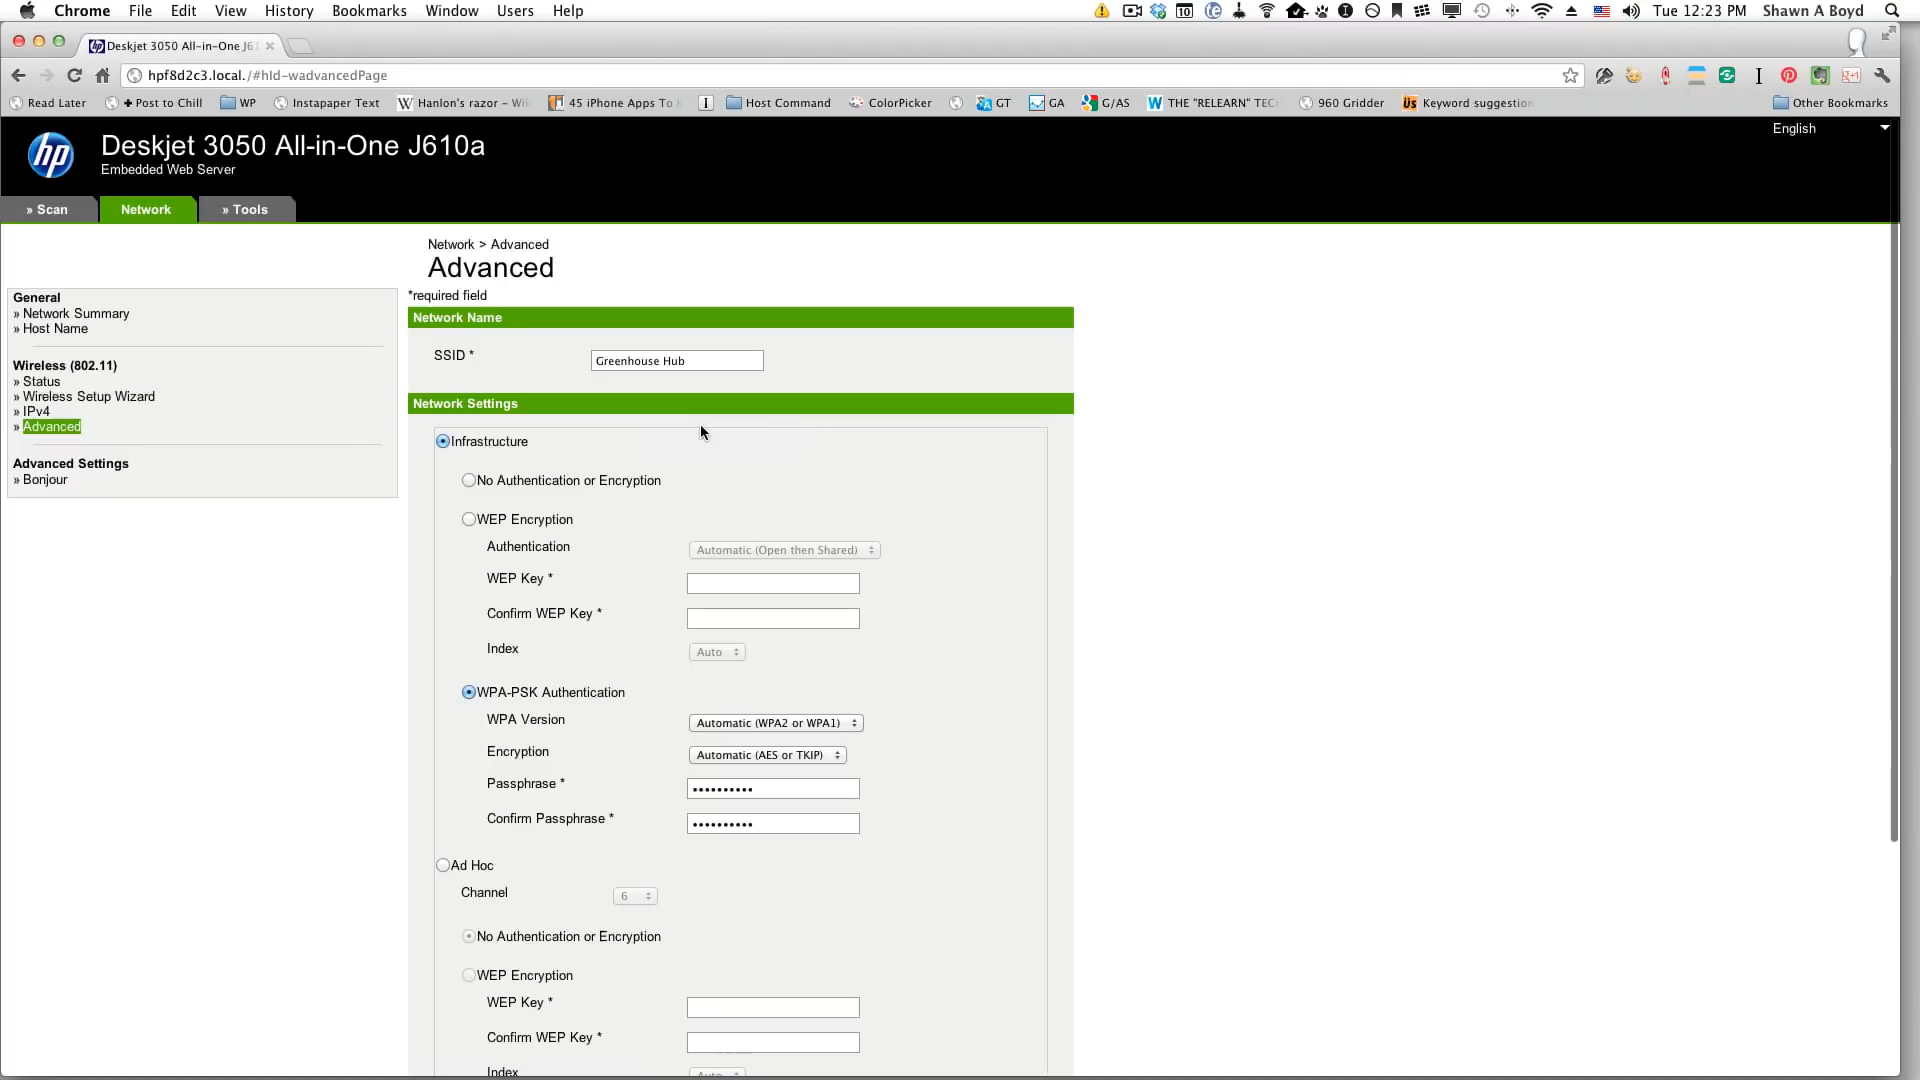 Chrome File Edit View History Bookmarks Window Users Help 10 Tue 12:23 PM Shawn A Boyd
hp Deskjet 3050 All-in-One J61
hpf8d2c3.local./#hId-wadvancedPage
Read Later + Post to Chill WP Instapaper Text W Hanlon's razor – Wi 45 iPhone Apps To I Host Command ColorPicker GT GA G/AS W THE "RELEARN" TEC 960 Gridder Us Keyword suggestion Other Bookmarks
English
hp
Deskjet 3050 All-in-One J610a
Embedded Web Server
» Scan Network » Tools
Network > Advanced
Advanced
*required field
General
» Network Summary
» Host Name
Wireless (802.11)
» Status
» Wireless Setup Wizard
» IPv4
» Advanced
Advanced Settings
» Bonjour
Network Name
SSID * Greenhouse Hub
Network Settings
Infrastructure
No Authentication or Encryption
WEP Encryption
Authentication Automatic (Open then Shared)
WEP Key *
Confirm WEP Key *
Index Auto
WPA-PSK Authentication
WPA Version Automatic (WPA2 or WPA1)
Encryption Automatic (AES or TKIP)
Passphrase * ••••••••••
Confirm Passphrase * ••••••••••
Ad Hoc
Channel 6
No Authentication or Encryption
WEP Encryption
WEP Key *
Confirm WEP Key *
Index Auto